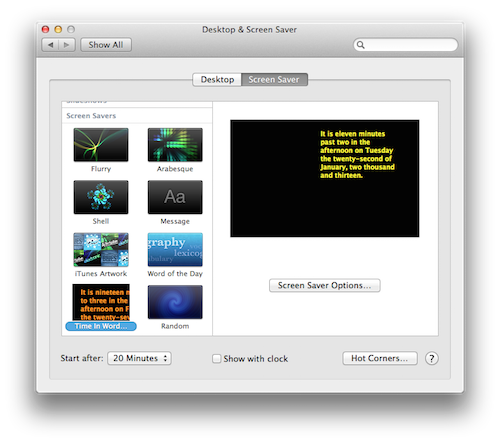 Desktop & Screen Saver
Show All
Desktop
Screen Saver
Slideshows
Screen Savers
Flurry
Arabesque
Shell
Aa
Message
graphy
lexico
abulary
iTunes Artwork
Word of the Day
It is nineteen m
to three in the
afternoon on F
the twenty-sev
Time In Word...
Random
It is eleven minutes
past two in the
afternoon on Tuesday
the twenty-second of
January, two thousand
and thirteen.
Screen Saver Options...
Start after:
20 Minutes
Show with clock
Hot Corners...
?